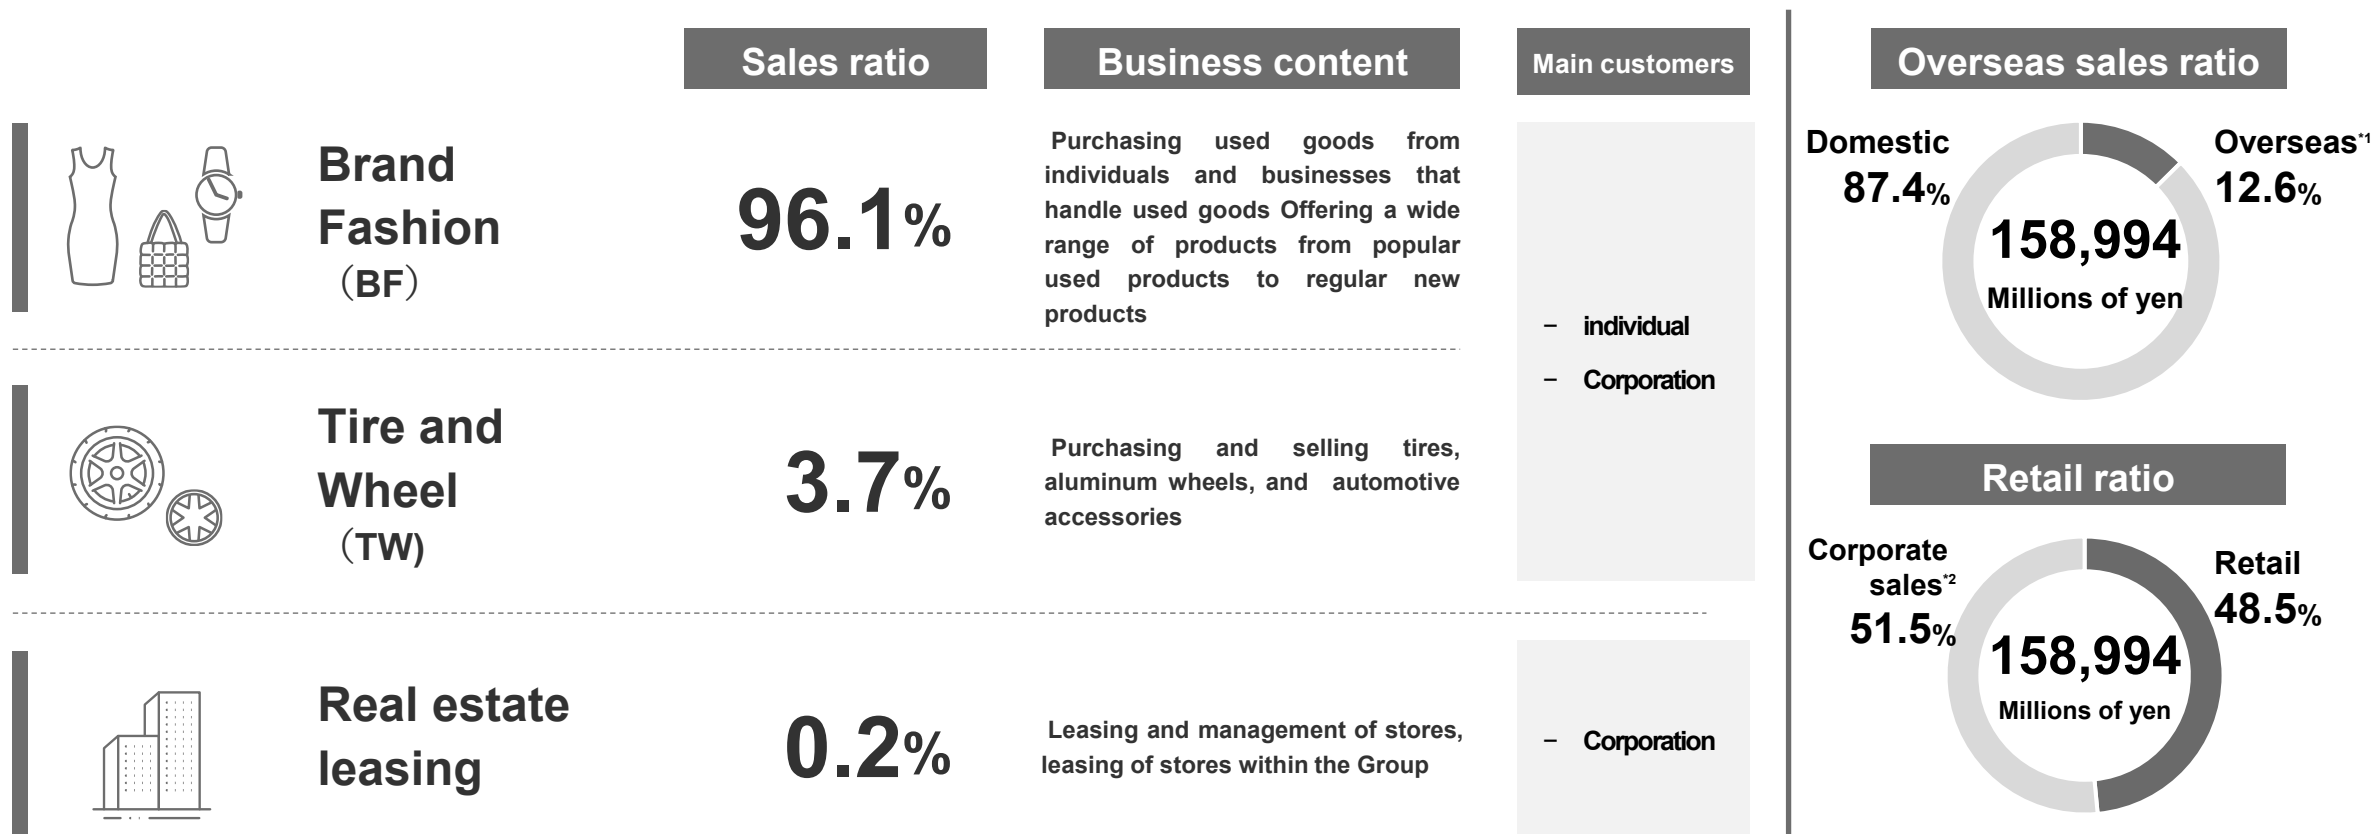 Sales ratio
Business content
Main customers
Brand
Fashion
（BF）
96.1%
Purchasing used goods from
individuals and businesses that
handle used goods Offering a wide
range of products from popular
used products to regular new
products
– individual
– Corporation
Tire and
Wheel
（TW)
3.7%
Purchasing and selling tires,
aluminum wheels, and automotive
accessories
Real estate
leasing
0.2%
Leasing and management of stores,
leasing of stores within the Group
– Corporation
Overseas sales ratio
Domestic
87.4%
Overseas*1
12.6%
158,994
Millions of yen
Retail ratio
Corporate
sales*2
51.5%
Retail
48.5%
158,994
Millions of yen